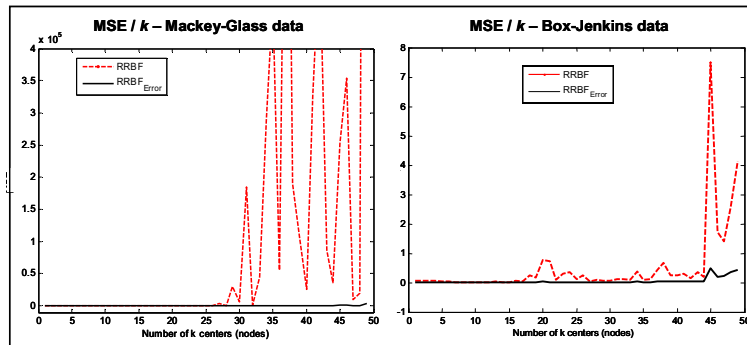 MSE / k – Mackey-Glass data
x 10⁵
4
3.5
3
2.5
2
1.5
1
0.5
0
0 5 10 15 20 25 30 35 40 45 50
Number of k centers (nodes)
RRBF
RRBF_Error
MSE / k – Box-Jenkins data
8
7
6
5
4
3
2
1
0
-1
0 5 10 15 20 25 30 35 40 45 50
Number of k centers (nodes)
RRBF
RRBF_Error